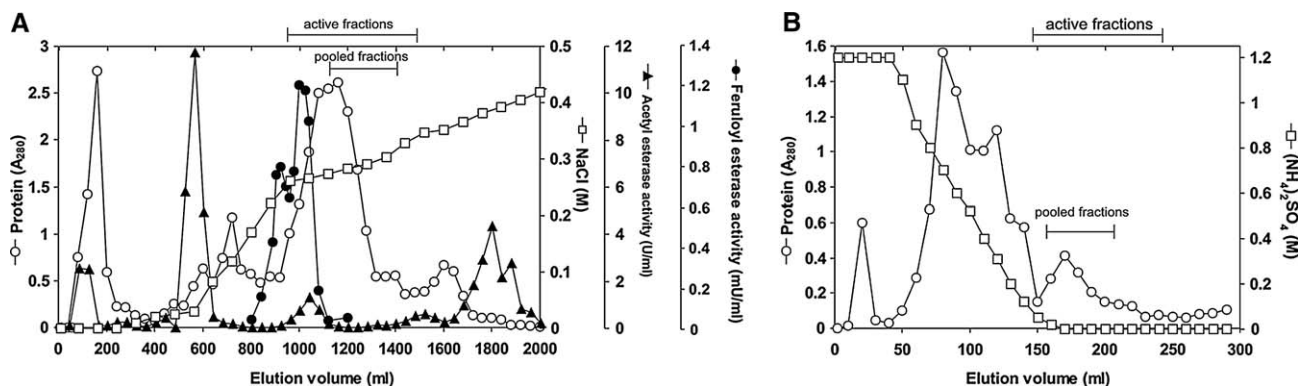 A
active fractions
pooled fractions
Protein (A280)
3
2.5
2
1.5
1
0.5
0
0 200 400 600 800 1000 1200 1400 1600 1800 2000
Elution volume (ml)
0.5
0.4
0.3
0.2
0.1
0
NaCl (M)
12
10
8
6
4
2
0
Acetyl esterase activity (U/ml)
1.4
1.2
1
0.8
0.6
0.4
0.2
0
Feruloyl esterase activity (mU/ml)
B
active fractions
pooled fractions
Protein (A280)
1.6
1.4
1.2
1
0.8
0.6
0.4
0.2
0
0 50 100 150 200 250 300
Elution volume (ml)
1.2
1
0.8
0.6
0.4
0.2
0
(NH4)2SO4 (M)